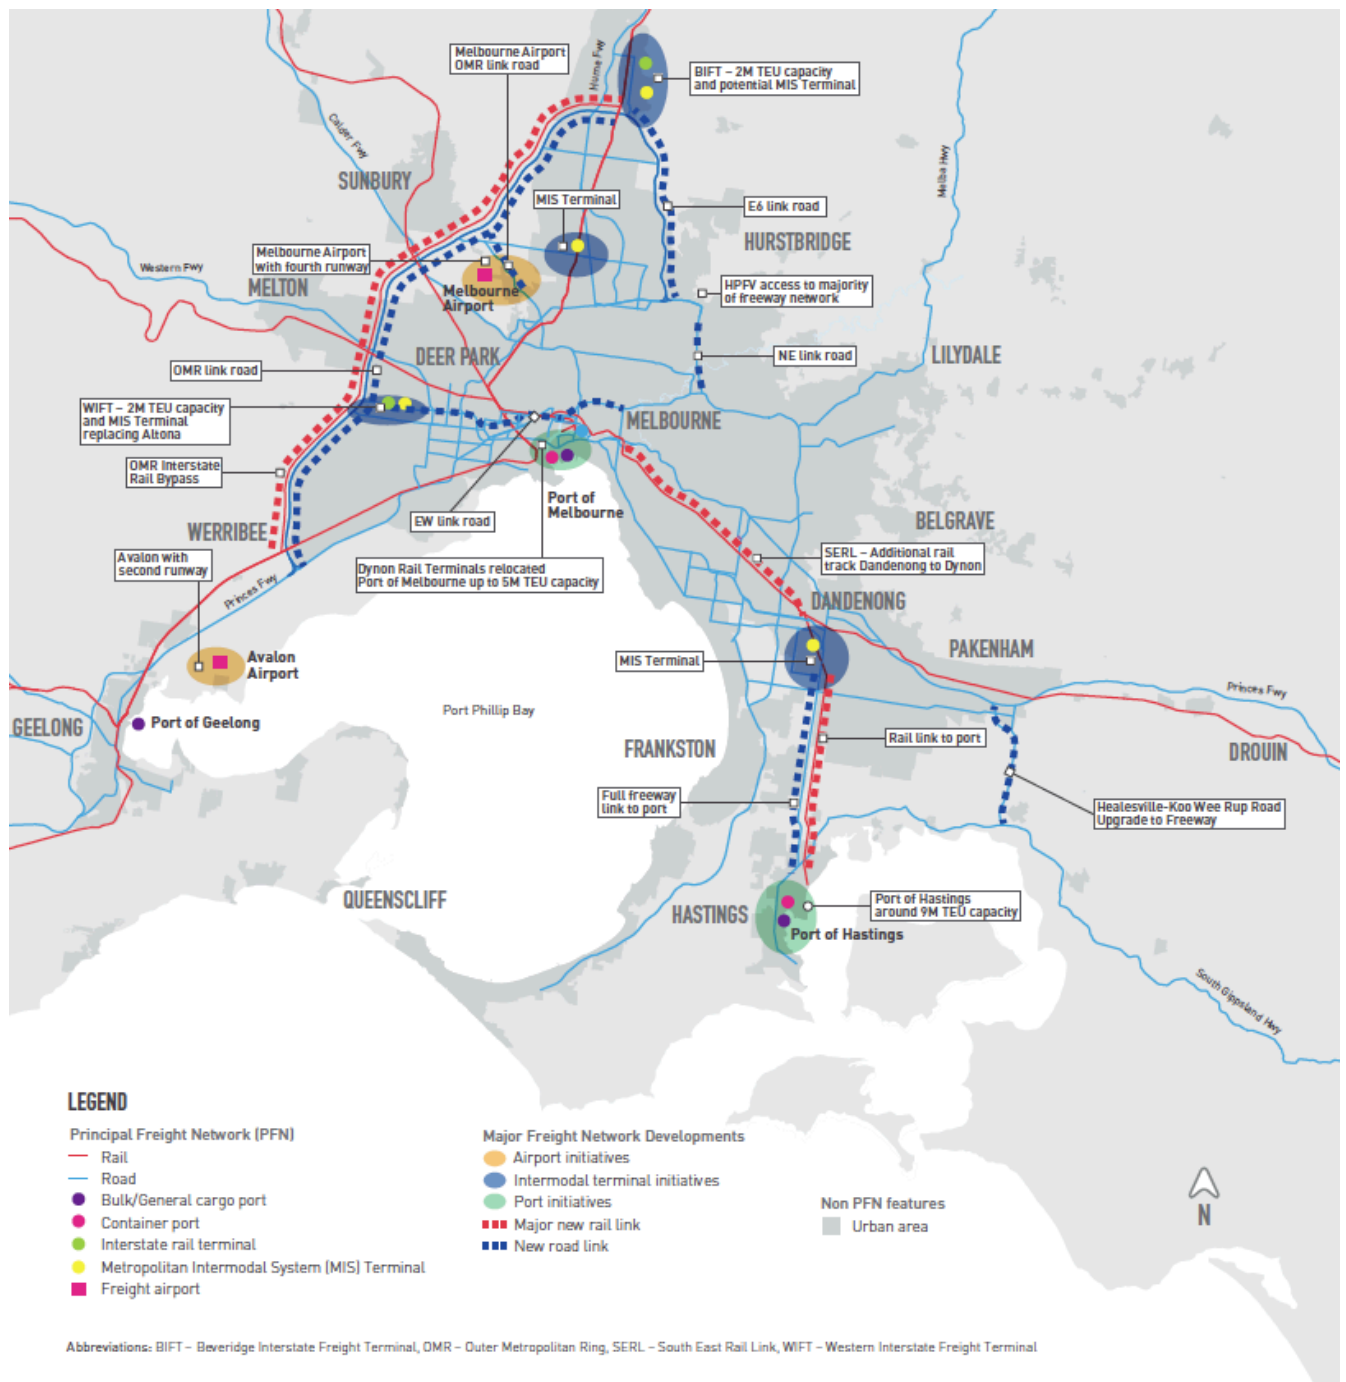 Melbourne Airport
OMR link road
Hume Fwy
BIFT – 2M TEU capacity
and potential MIS Terminal
Calder Fwy
SUNBURY
Melba Hwy
MIS Terminal
E6 link road
HURSTBRIDGE
Melbourne Airport
with fourth runway
Western Fwy
MELTON
Melbourne
Airport
HPFV access to majority
of freeway network
DEER PARK
NE link road
LILYDALE
OMR link road
WIFT – 2M TEU capacity
and MIS Terminal
replacing Altona
MELBOURNE
OMR Interstate
Rail Bypass
Port of
Melbourne
EW link road
BELGRAVE
WERRIBEE
Avalon with
second runway
Dynon Rail Terminals relocated
Port of Melbourne up to 5M TEU capacity
SERL – Additional rail
track Dandenong to Dynon
Princes Fwy
DANDENONG
PAKENHAM
Avalon
Airport
MIS Terminal
Princes Fwy
Port Phillip Bay
GEELONG
Port of Geelong
FRANKSTON
Rail link to port
DROUIN
Full freeway
link to port
Healesville-Koo Wee Rup Road
Upgrade to Freeway
QUEENSCLIFF
HASTINGS
Port of Hastings
around 9M TEU capacity
Port of Hastings
South Gippsland Hwy
LEGEND
Principal Freight Network (PFN)
Rail
Road
Bulk/General cargo port
Container port
Interstate rail terminal
Metropolitan Intermodal System (MIS) Terminal
Freight airport
Major Freight Network Developments
Airport initiatives
Intermodal terminal initiatives
Port initiatives
Major new rail link
New road link
Non PFN features
Urban area
N
Abbreviations: BIFT – Beveridge Interstate Freight Terminal, OMR – Outer Metropolitan Ring, SERL – South East Rail Link, WIFT – Western Interstate Freight Terminal